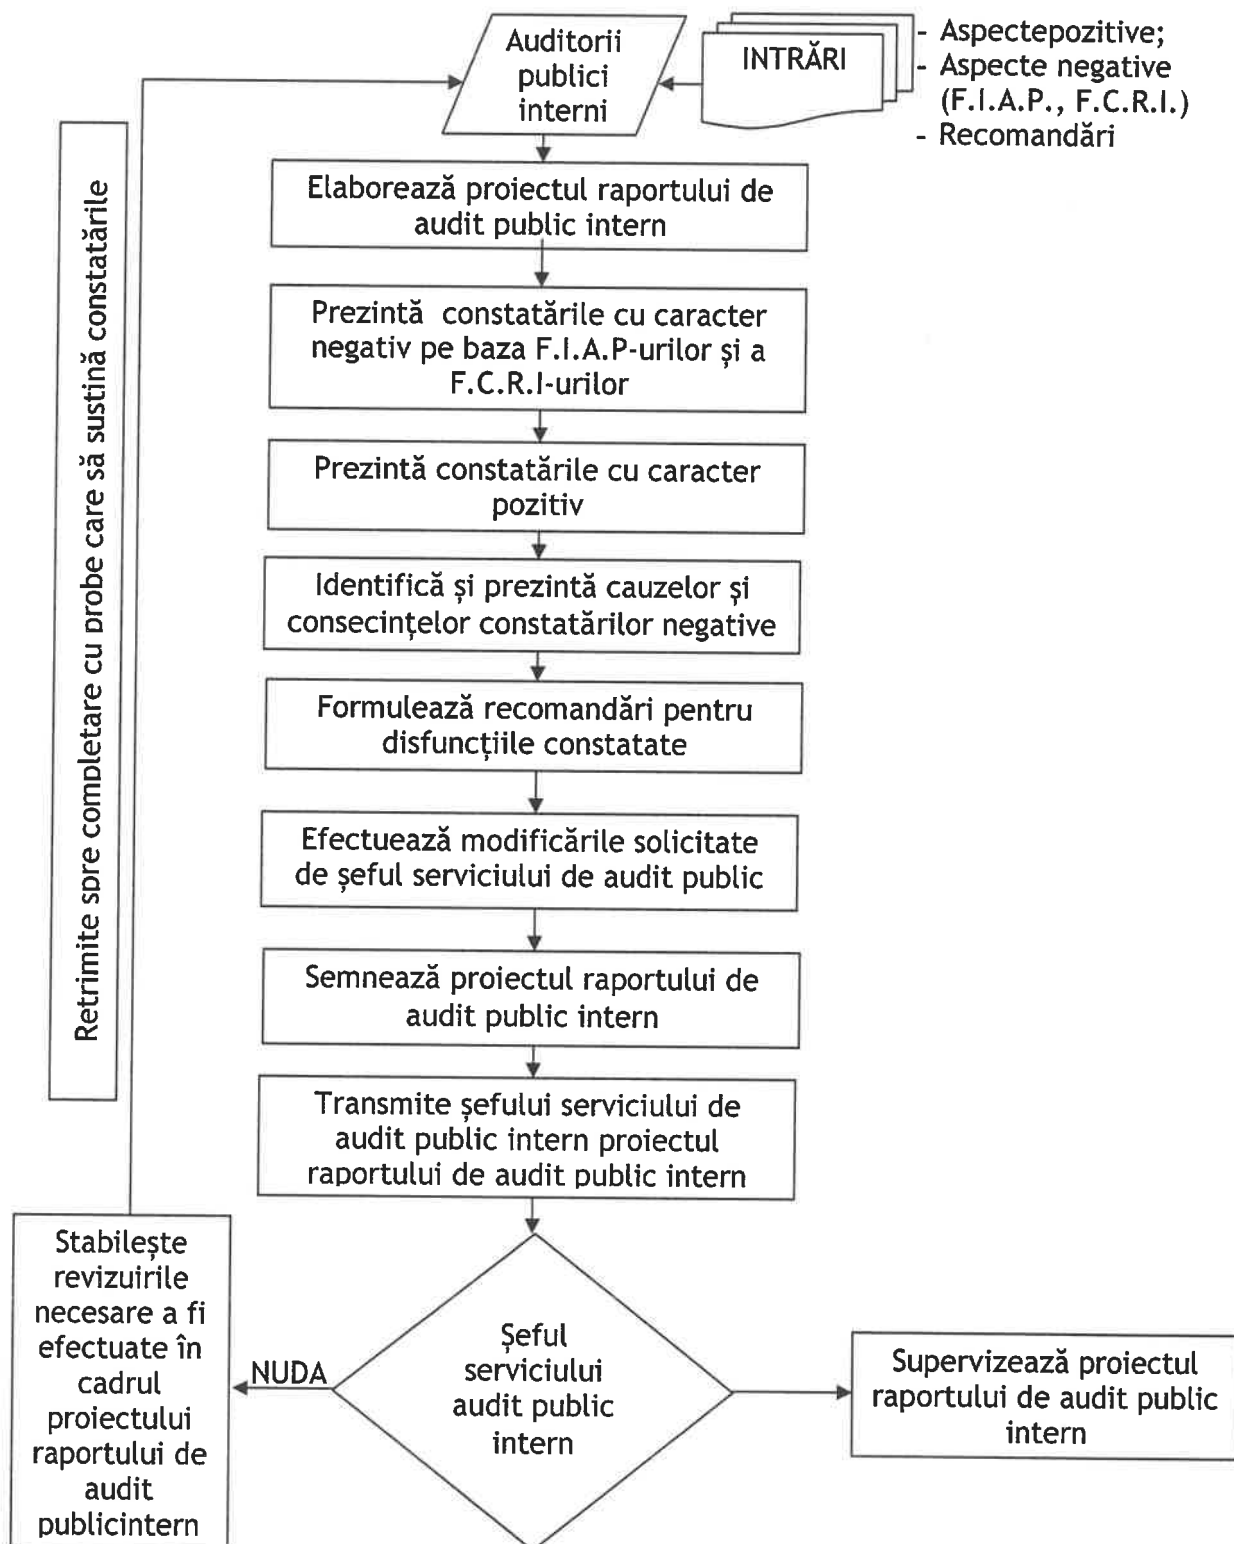 Auditorii
publici
interni
INTRĂRI
- Aspectepozitive;
- Aspecte negative
(F.I.A.P., F.C.R.I.)
- Recomandări
Retrimite spre completare cu probe care să sustină constatările
Elaborează proiectul raportului de
audit public intern
Prezintă constatările cu caracter
negativ pe baza F.I.A.P-urilor și a
F.C.R.I-urilor
Prezintă constatările cu caracter
pozitiv
Identifică și prezintă cauzelor și
consecințelor constatărilor negative
Formulează recomandări pentru
disfuncțiile constatate
Efectuează modificările solicitate
de șeful serviciului de audit public
Semnează proiectul raportului de
audit public intern
Transmite șefului serviciului de
audit public intern proiectul
raportului de audit public intern
Stabilește
revizuirile
necesare a fi
efectuate în
cadrul
proiectului
raportului de
audit
publicintern
NUDA
Șeful
serviciului
audit public
intern
Supervizează proiectul
raportului de audit public
intern